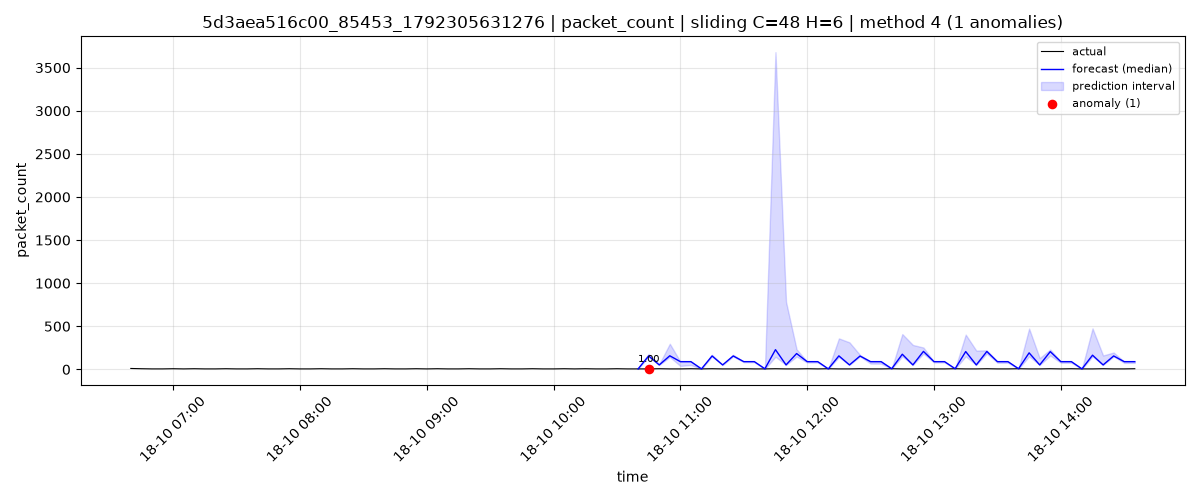 5d3aea516c00_85453_1792305631276 | packet_count | sliding C=48 H=6 | method 4 (1 anomalies)
actual
forecast (median)
prediction interval
anomaly (1)
packet_count
3500
3000
2500
2000
1500
1000
500
0
1.00
18-10 07:00
18-10 08:00
18-10 09:00
18-10 10:00
18-10 11:00
18-10 12:00
18-10 13:00
18-10 14:00
time